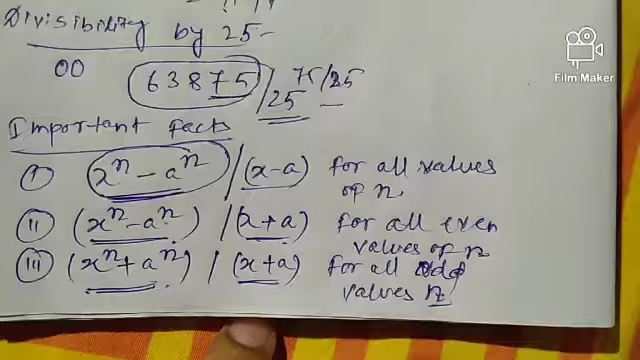 Divisibility by 25-
00 63875/25 75/25
Important facts
(i) x^n - a^n / (x-a) for all values of n
(ii) (x^n - a^n) / (x+a) for all even values of n
(iii) (x^n + a^n) / (x+a) for all odd values n
Film Maker